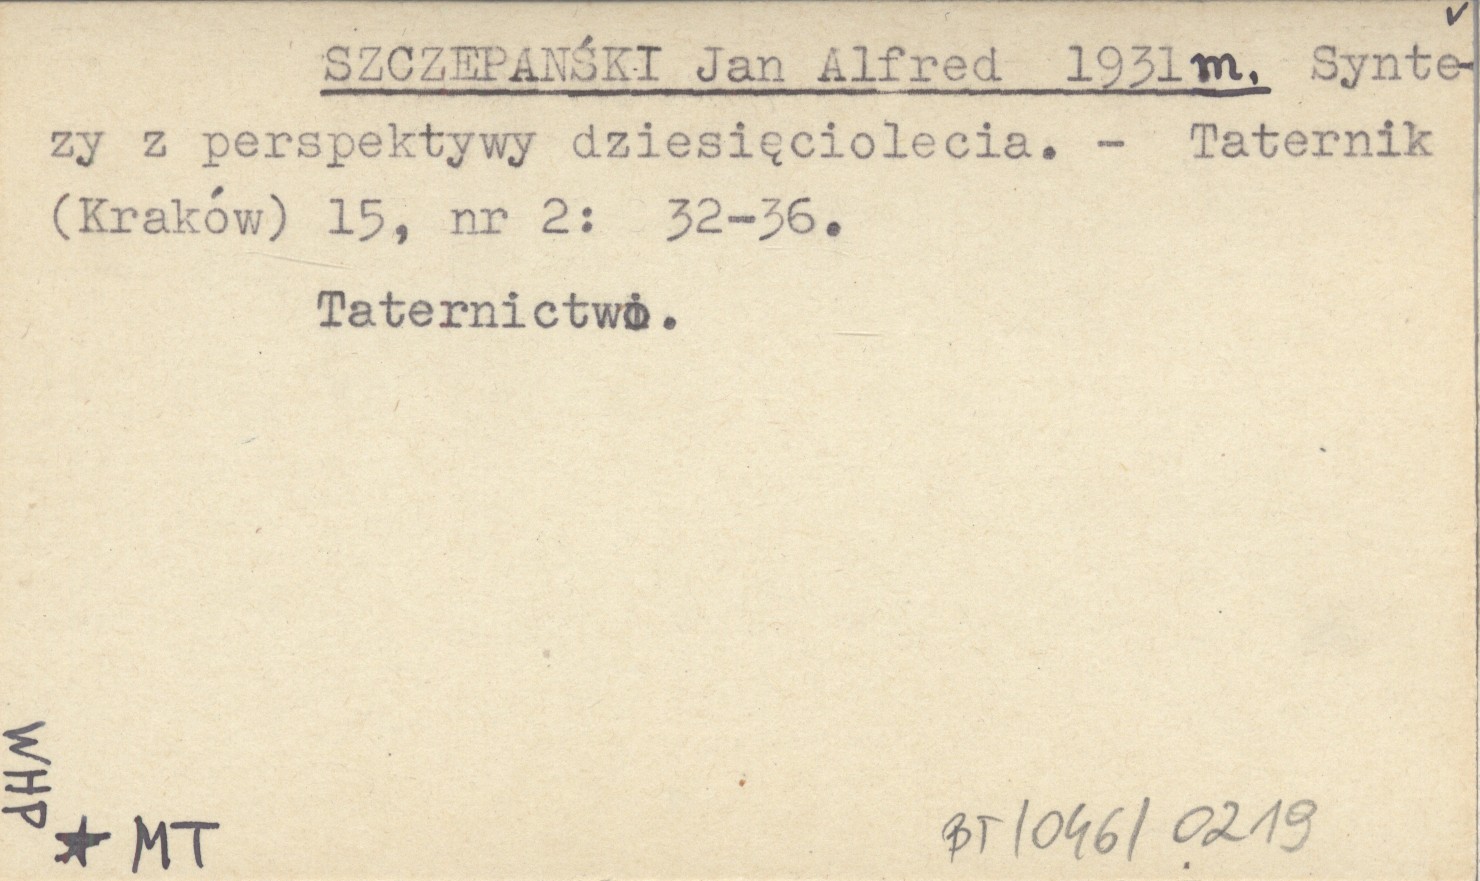 ✓
SZCZEPAŃSKI Jan Alfred 1931m. Synte-
zy z perspektywy dziesięciolecia. - Taternik
(Kraków) 15, nr 2: 32-36.
Taternictwo.
WHP
★ MT
BT/046/0219